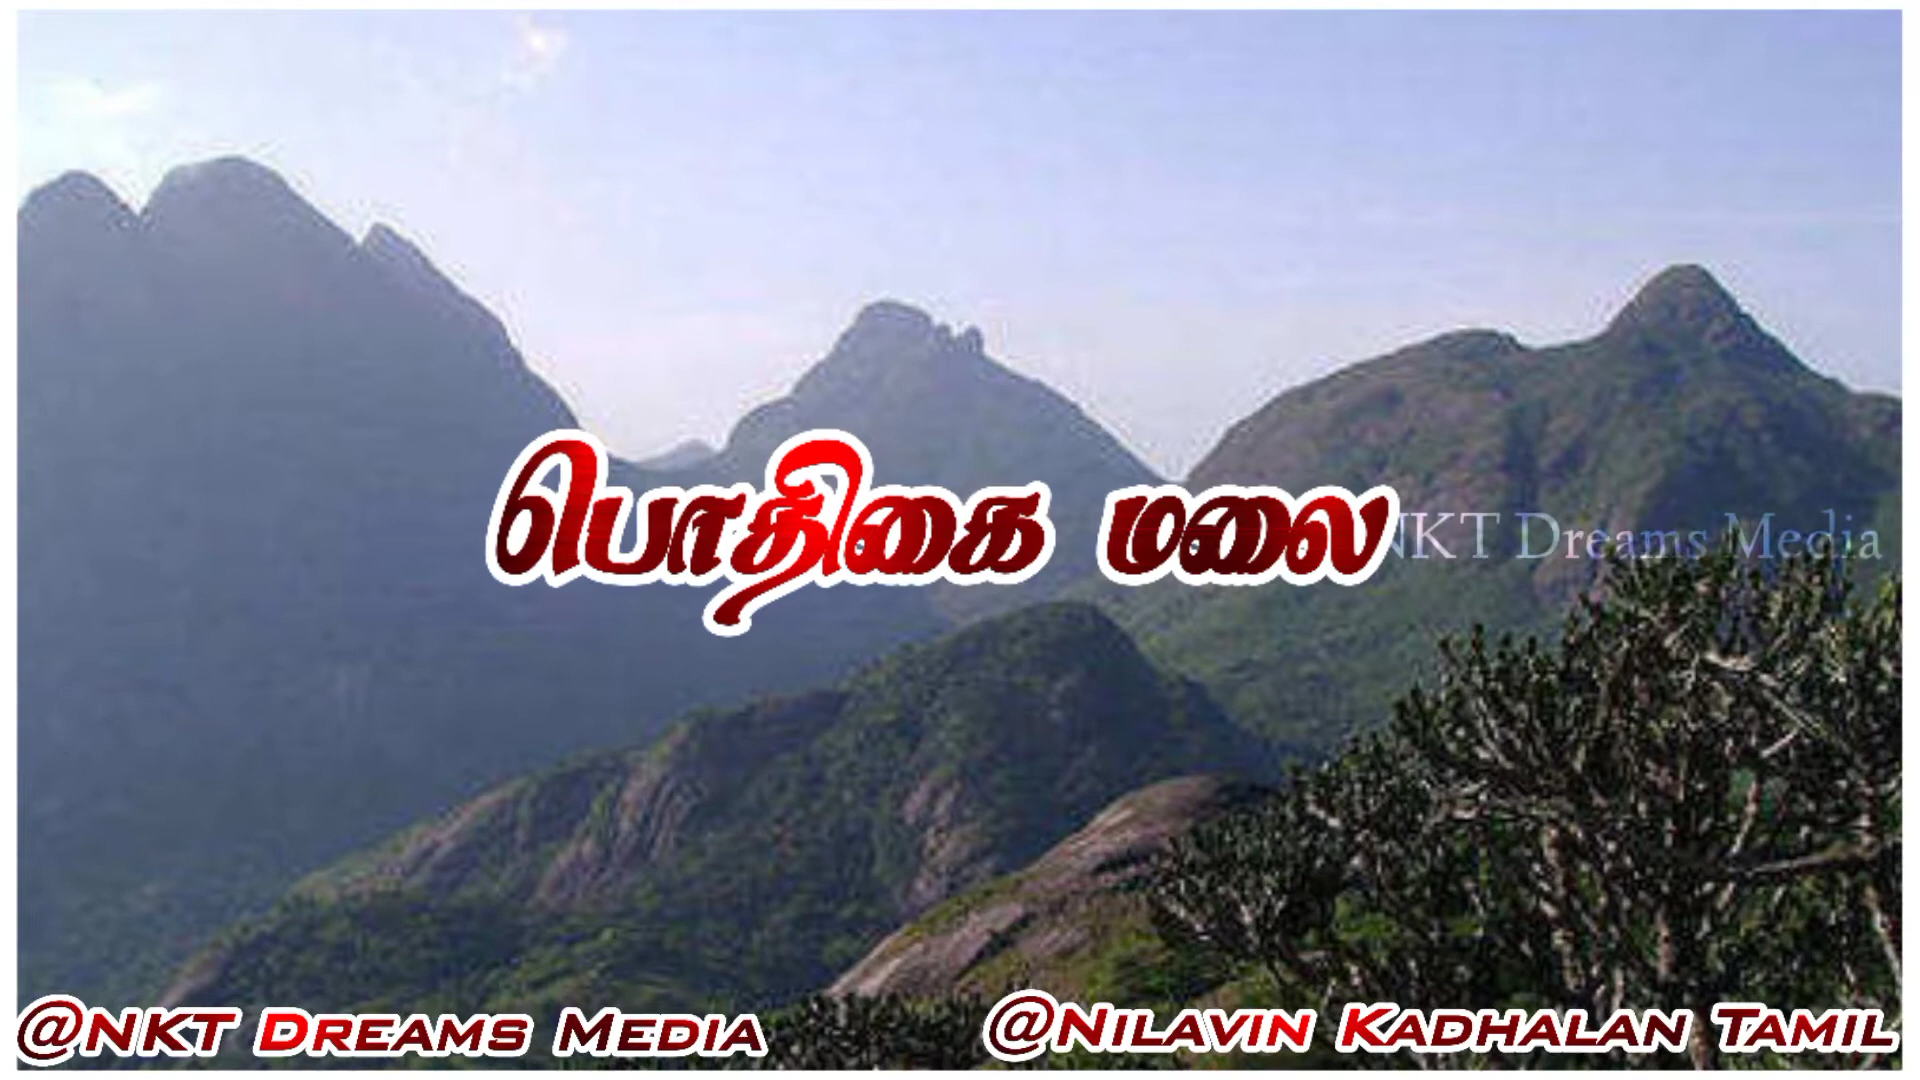 பொதிகை மலை
NKT Dreams Media
@NKT Dreams Media
@Nilavin Kadhalan Tamil